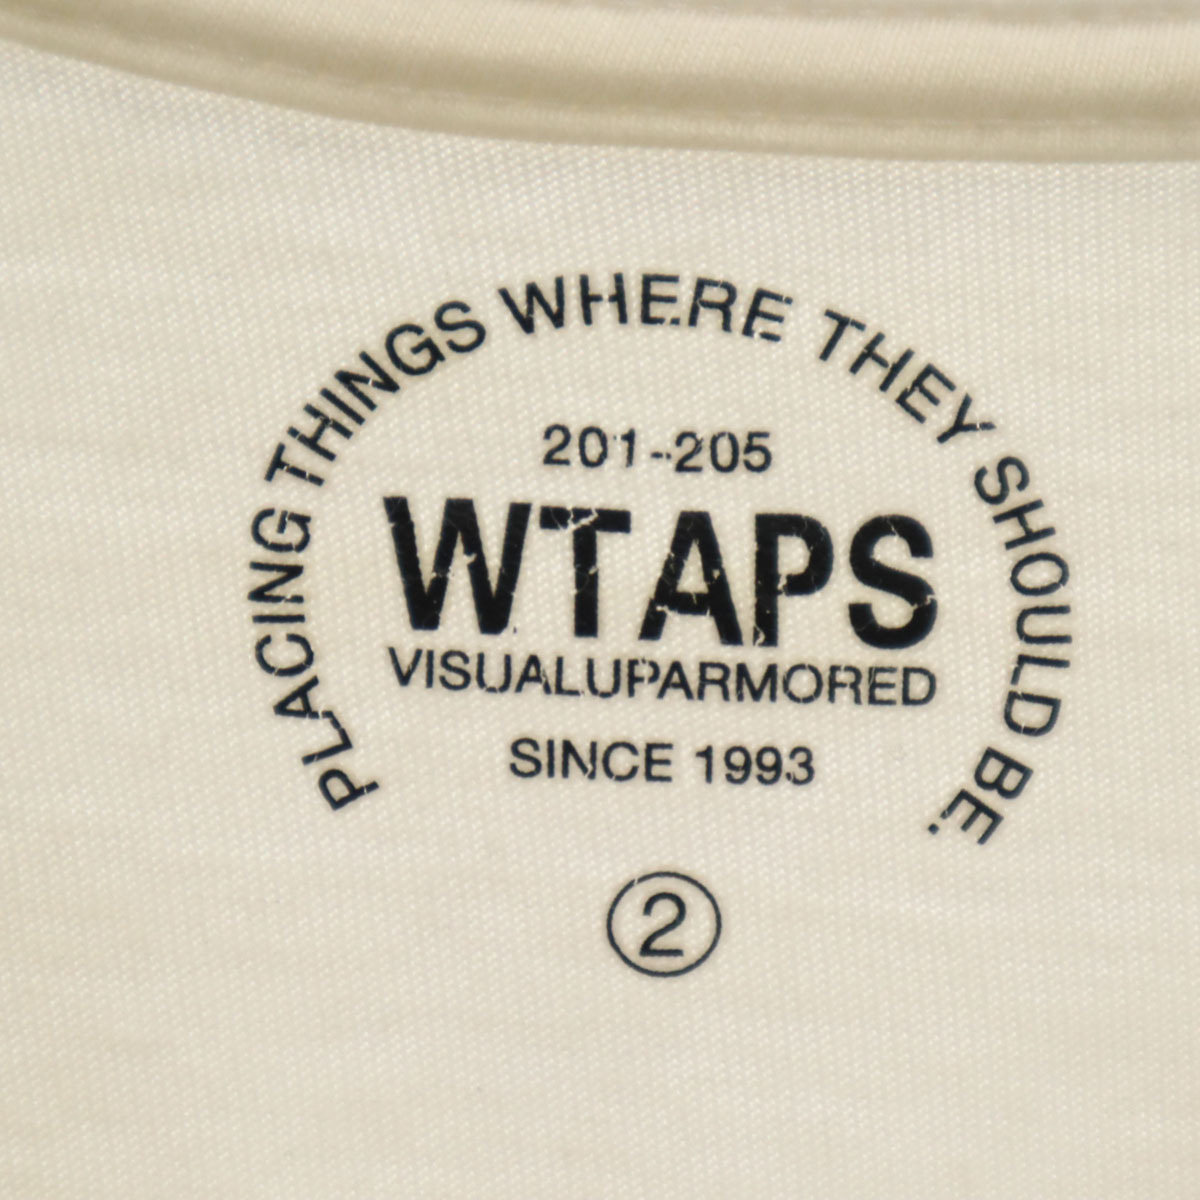 PLACING THINGS WHERE THEY SHOULD BE.
201-205
WTAPS
VISUALUPARMORED
SINCE 1993
2